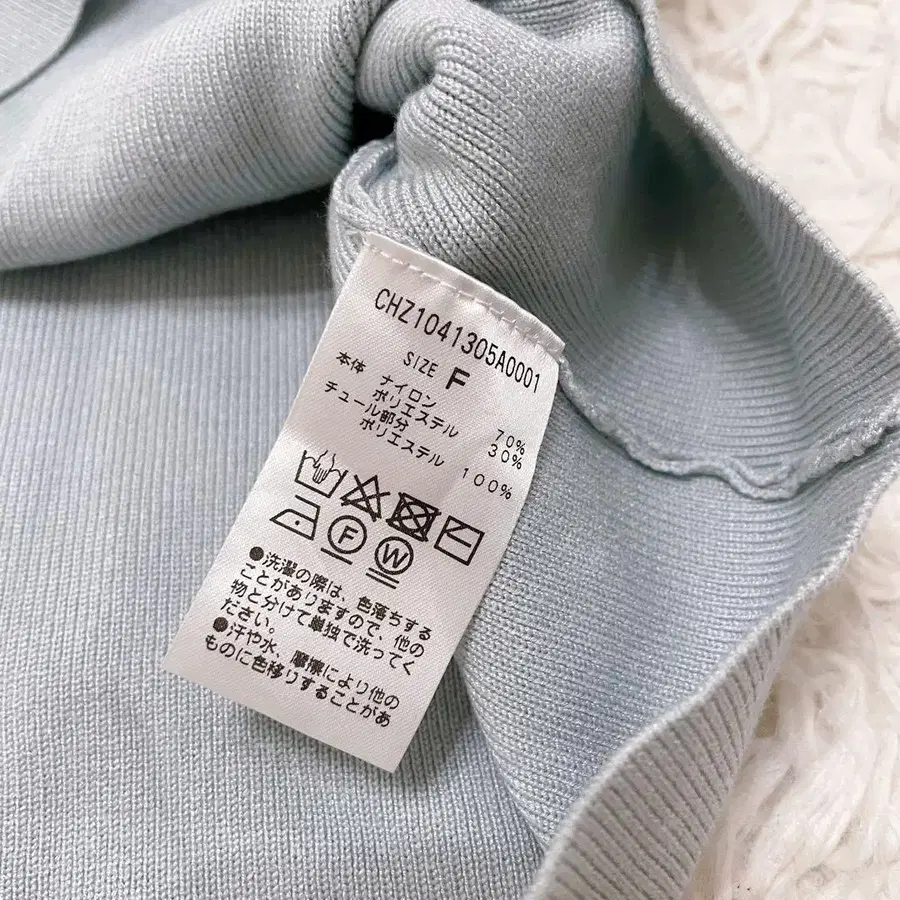 CHZ1041305A0001
SIZE F
本体 ナイロン 70%
ポリエステル 30%
チュール部分
ポリエステル 100%
F W
●洗濯の際は、色落ちする
ことがありますので、他の
物と分けて単独で洗ってく
ださい。
●汗や水、摩擦により他の
ものに色移りすることがあ